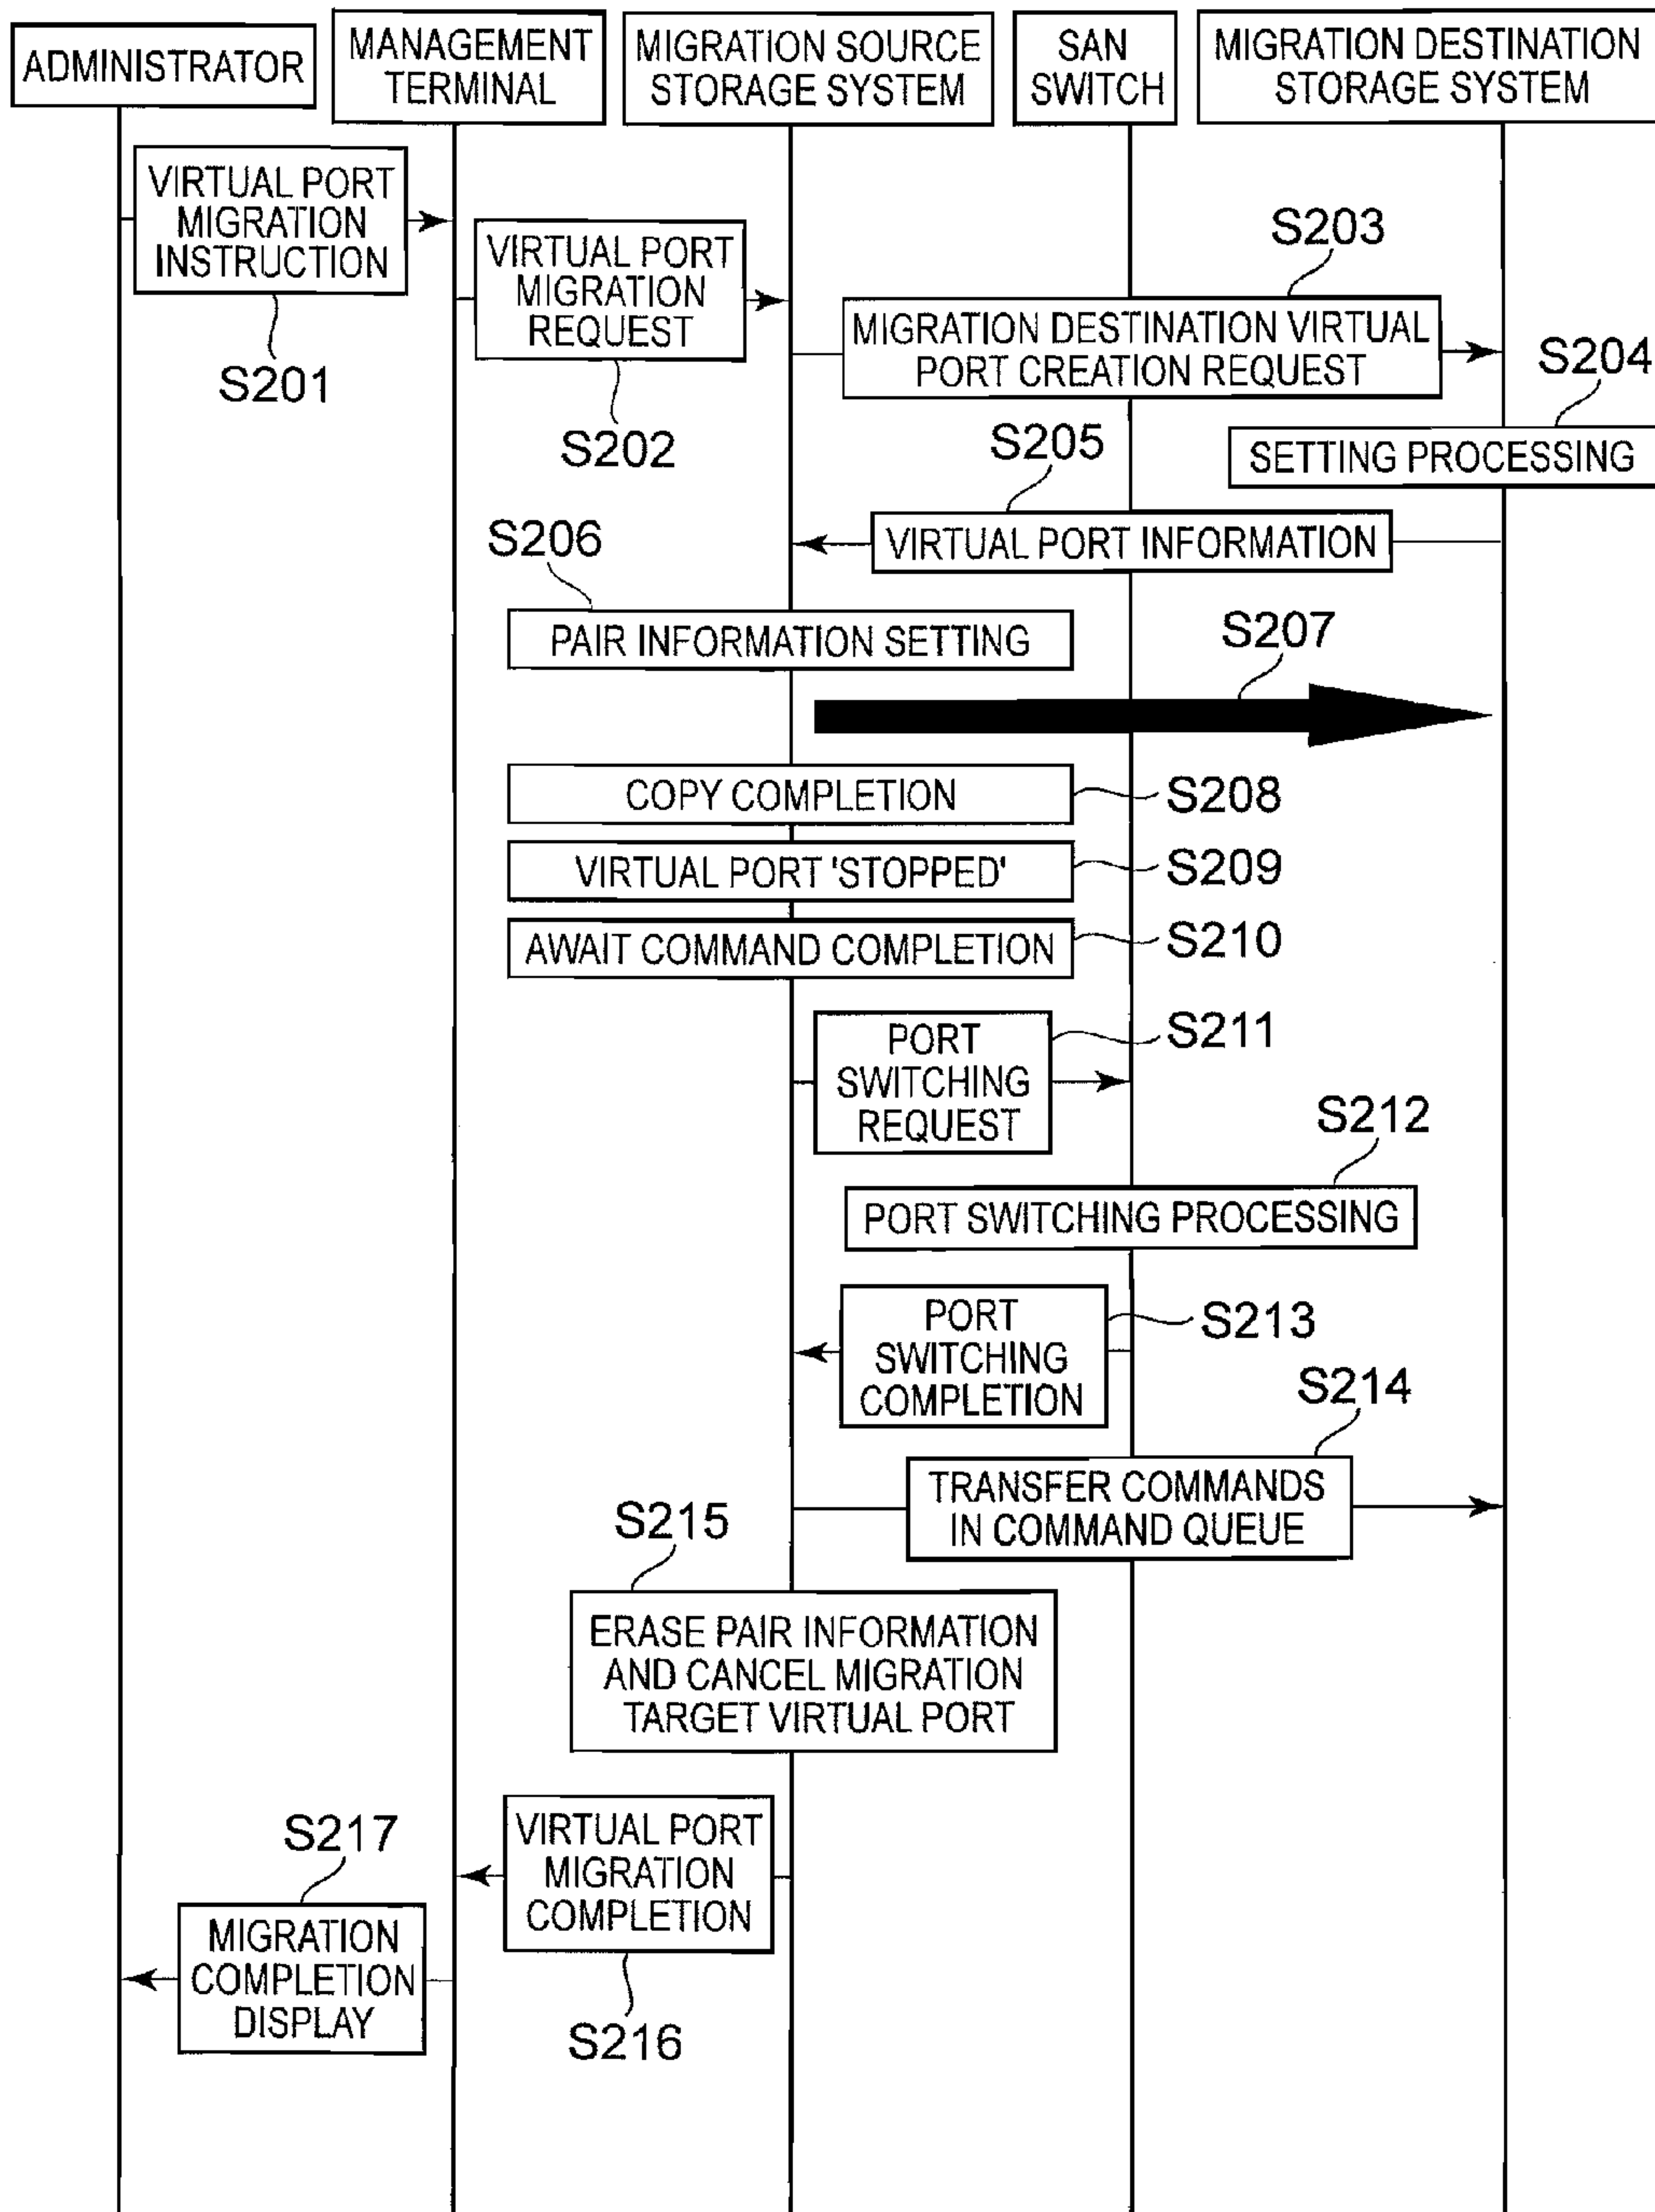 ADMINISTRATOR
MANAGEMENT
TERMINAL
MIGRATION SOURCE
STORAGE SYSTEM
SAN
SWITCH
MIGRATION DESTINATION
STORAGE SYSTEM
VIRTUAL PORT
MIGRATION
INSTRUCTION
S201
VIRTUAL PORT
MIGRATION
REQUEST
S202
S203
MIGRATION DESTINATION VIRTUAL
PORT CREATION REQUEST
S204
SETTING PROCESSING
S205
VIRTUAL PORT INFORMATION
S206
PAIR INFORMATION SETTING
S207
COPY COMPLETION
S208
VIRTUAL PORT 'STOPPED'
S209
AWAIT COMMAND COMPLETION
S210
PORT
SWITCHING
REQUEST
S211
S212
PORT SWITCHING PROCESSING
PORT
SWITCHING
COMPLETION
S213
S214
TRANSFER COMMANDS
IN COMMAND QUEUE
S215
ERASE PAIR INFORMATION
AND CANCEL MIGRATION
TARGET VIRTUAL PORT
VIRTUAL PORT
MIGRATION
COMPLETION
S216
S217
MIGRATION
COMPLETION
DISPLAY